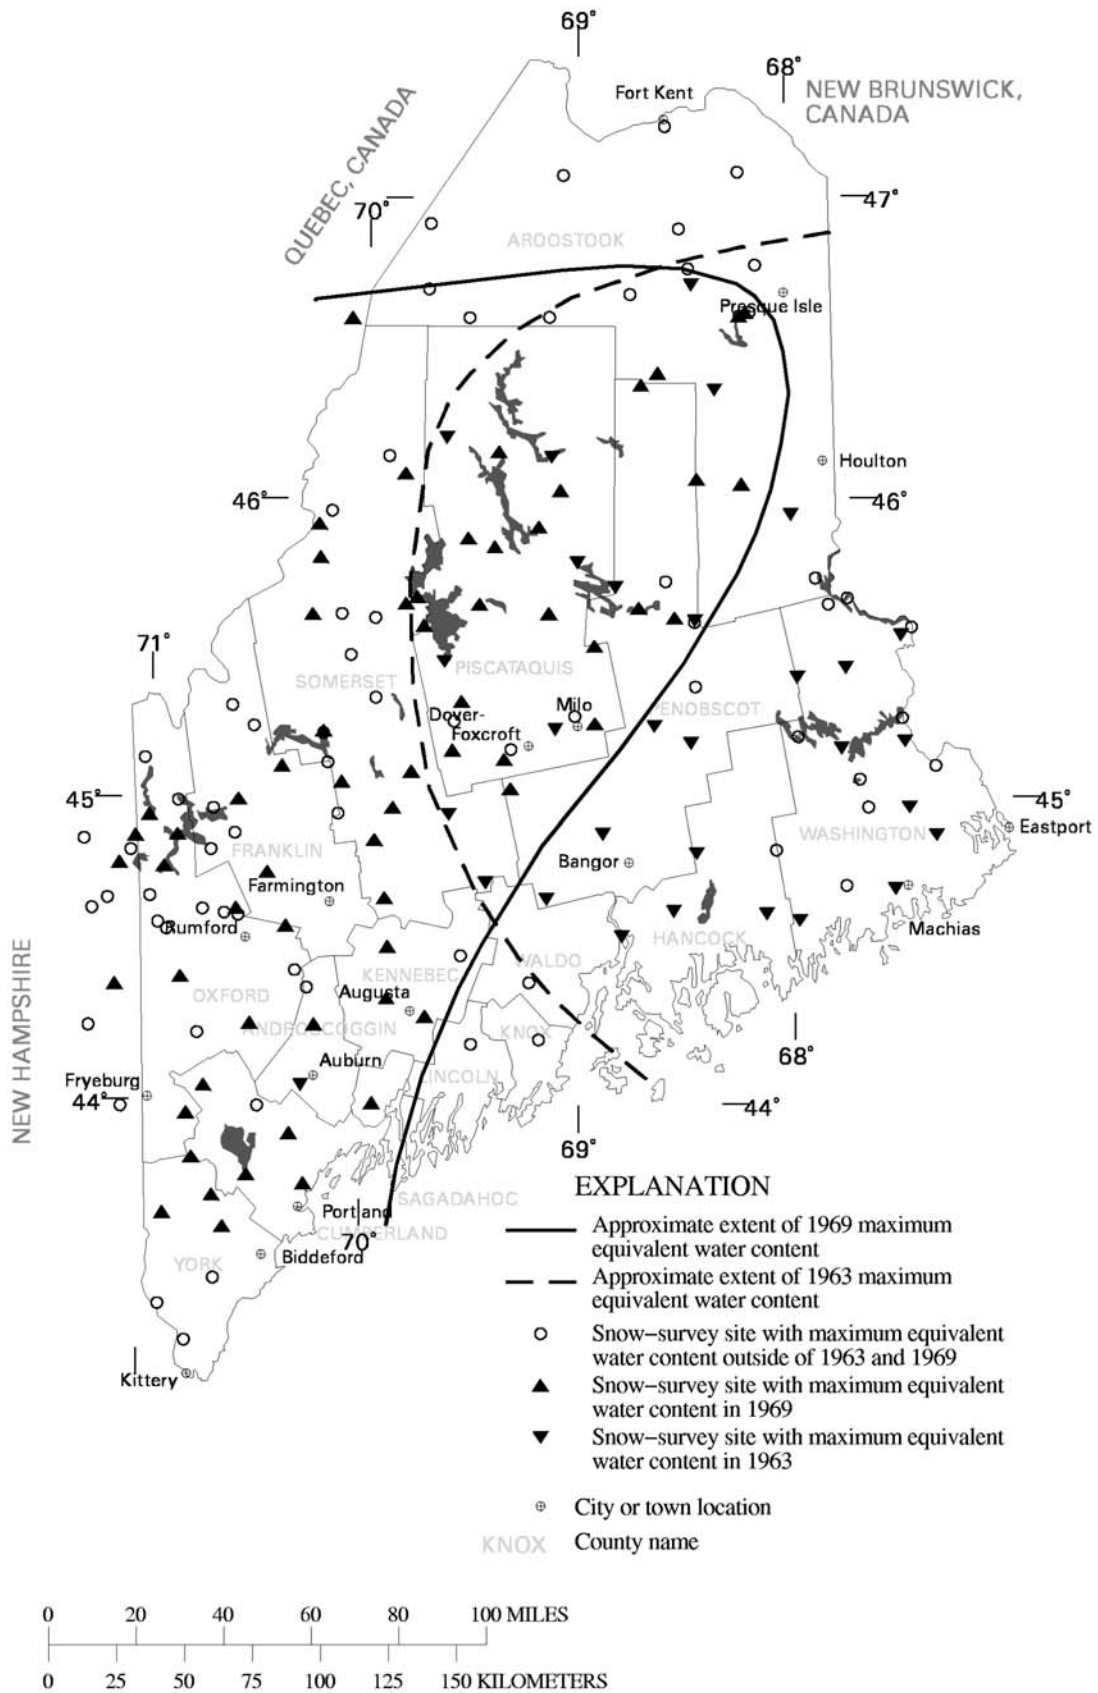 69°
68°
Fort Kent
NEW BRUNSWICK,
CANADA
QUEBEC, CANADA
70°
47°
AROOSTOOK
Presque Isle
Houlton
46°
46°
71°
PISCATAQUIS
SOMERSET
Milo
PENOBSCOT
Dover-
Foxcroft
45°
45°
Eastport
WASHINGTON
FRANKLIN
Bangor
Farmington
Machias
Rumford
HANCOCK
NEW HAMPSHIRE
WALDO
KENNEBEC
OXFORD
Augusta
ANDROSCOGGIN
KNOX
68°
Auburn
LINCOLN
Fryeburg
44°
44°
69°
SAGADAHOC
Portland
CUMBERLAND
70°
YORK
Biddeford
Kittery
EXPLANATION
Approximate extent of 1969 maximum
equivalent water content
Approximate extent of 1963 maximum
equivalent water content
Snow–survey site with maximum equivalent
water content outside of 1963 and 1969
Snow–survey site with maximum equivalent
water content in 1969
Snow–survey site with maximum equivalent
water content in 1963
City or town location
KNOX County name
0 20 40 60 80 100 MILES
0 25 50 75 100 125 150 KILOMETERS